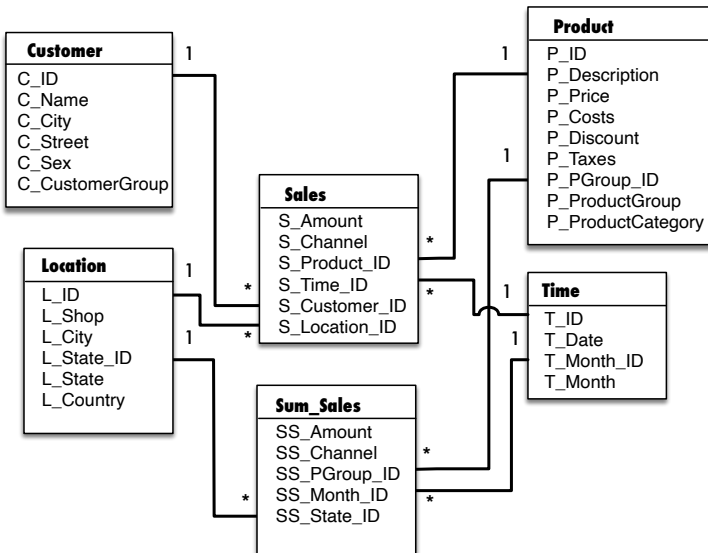 Customer
C_ID
C_Name
C_City
C_Street
C_Sex
C_CustomerGroup
1
Product
P_ID
P_Description
P_Price
P_Costs
P_Discount
P_Taxes
P_PGroup_ID
P_ProductGroup
P_ProductCategory
1
1
Sales
S_Amount
S_Channel
S_Product_ID
S_Time_ID
S_Customer_ID
S_Location_ID
*
*
*
*
Location
L_ID
L_Shop
L_City
L_State_ID
L_State
L_Country
1
1
Time
T_ID
T_Date
T_Month_ID
T_Month
1
1
Sum_Sales
SS_Amount
SS_Channel
SS_PGroup_ID
SS_Month_ID
SS_State_ID
*
*
*